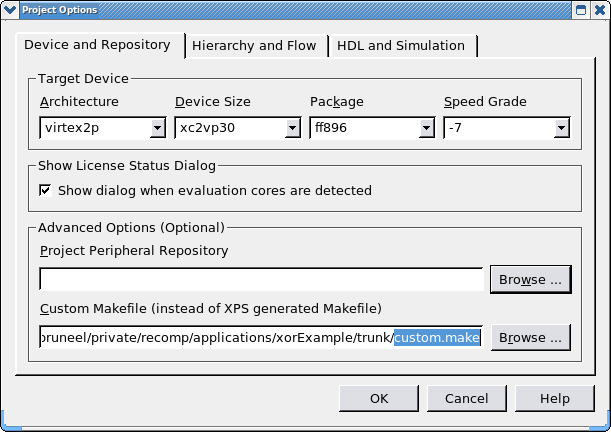 Project Options
Device and Repository Hierarchy and Flow HDL and Simulation
Target Device
Architecture Device Size Package Speed Grade
virtex2p xc2vp30 ff896 -7
Show License Status Dialog
Show dialog when evaluation cores are detected
Advanced Options (Optional)
Project Peripheral Repository
Browse ...
Custom Makefile (instead of XPS generated Makefile)
pruneel/private/recomp/applications/xorExample/trunk/custom.make Browse ...
OK Cancel Help